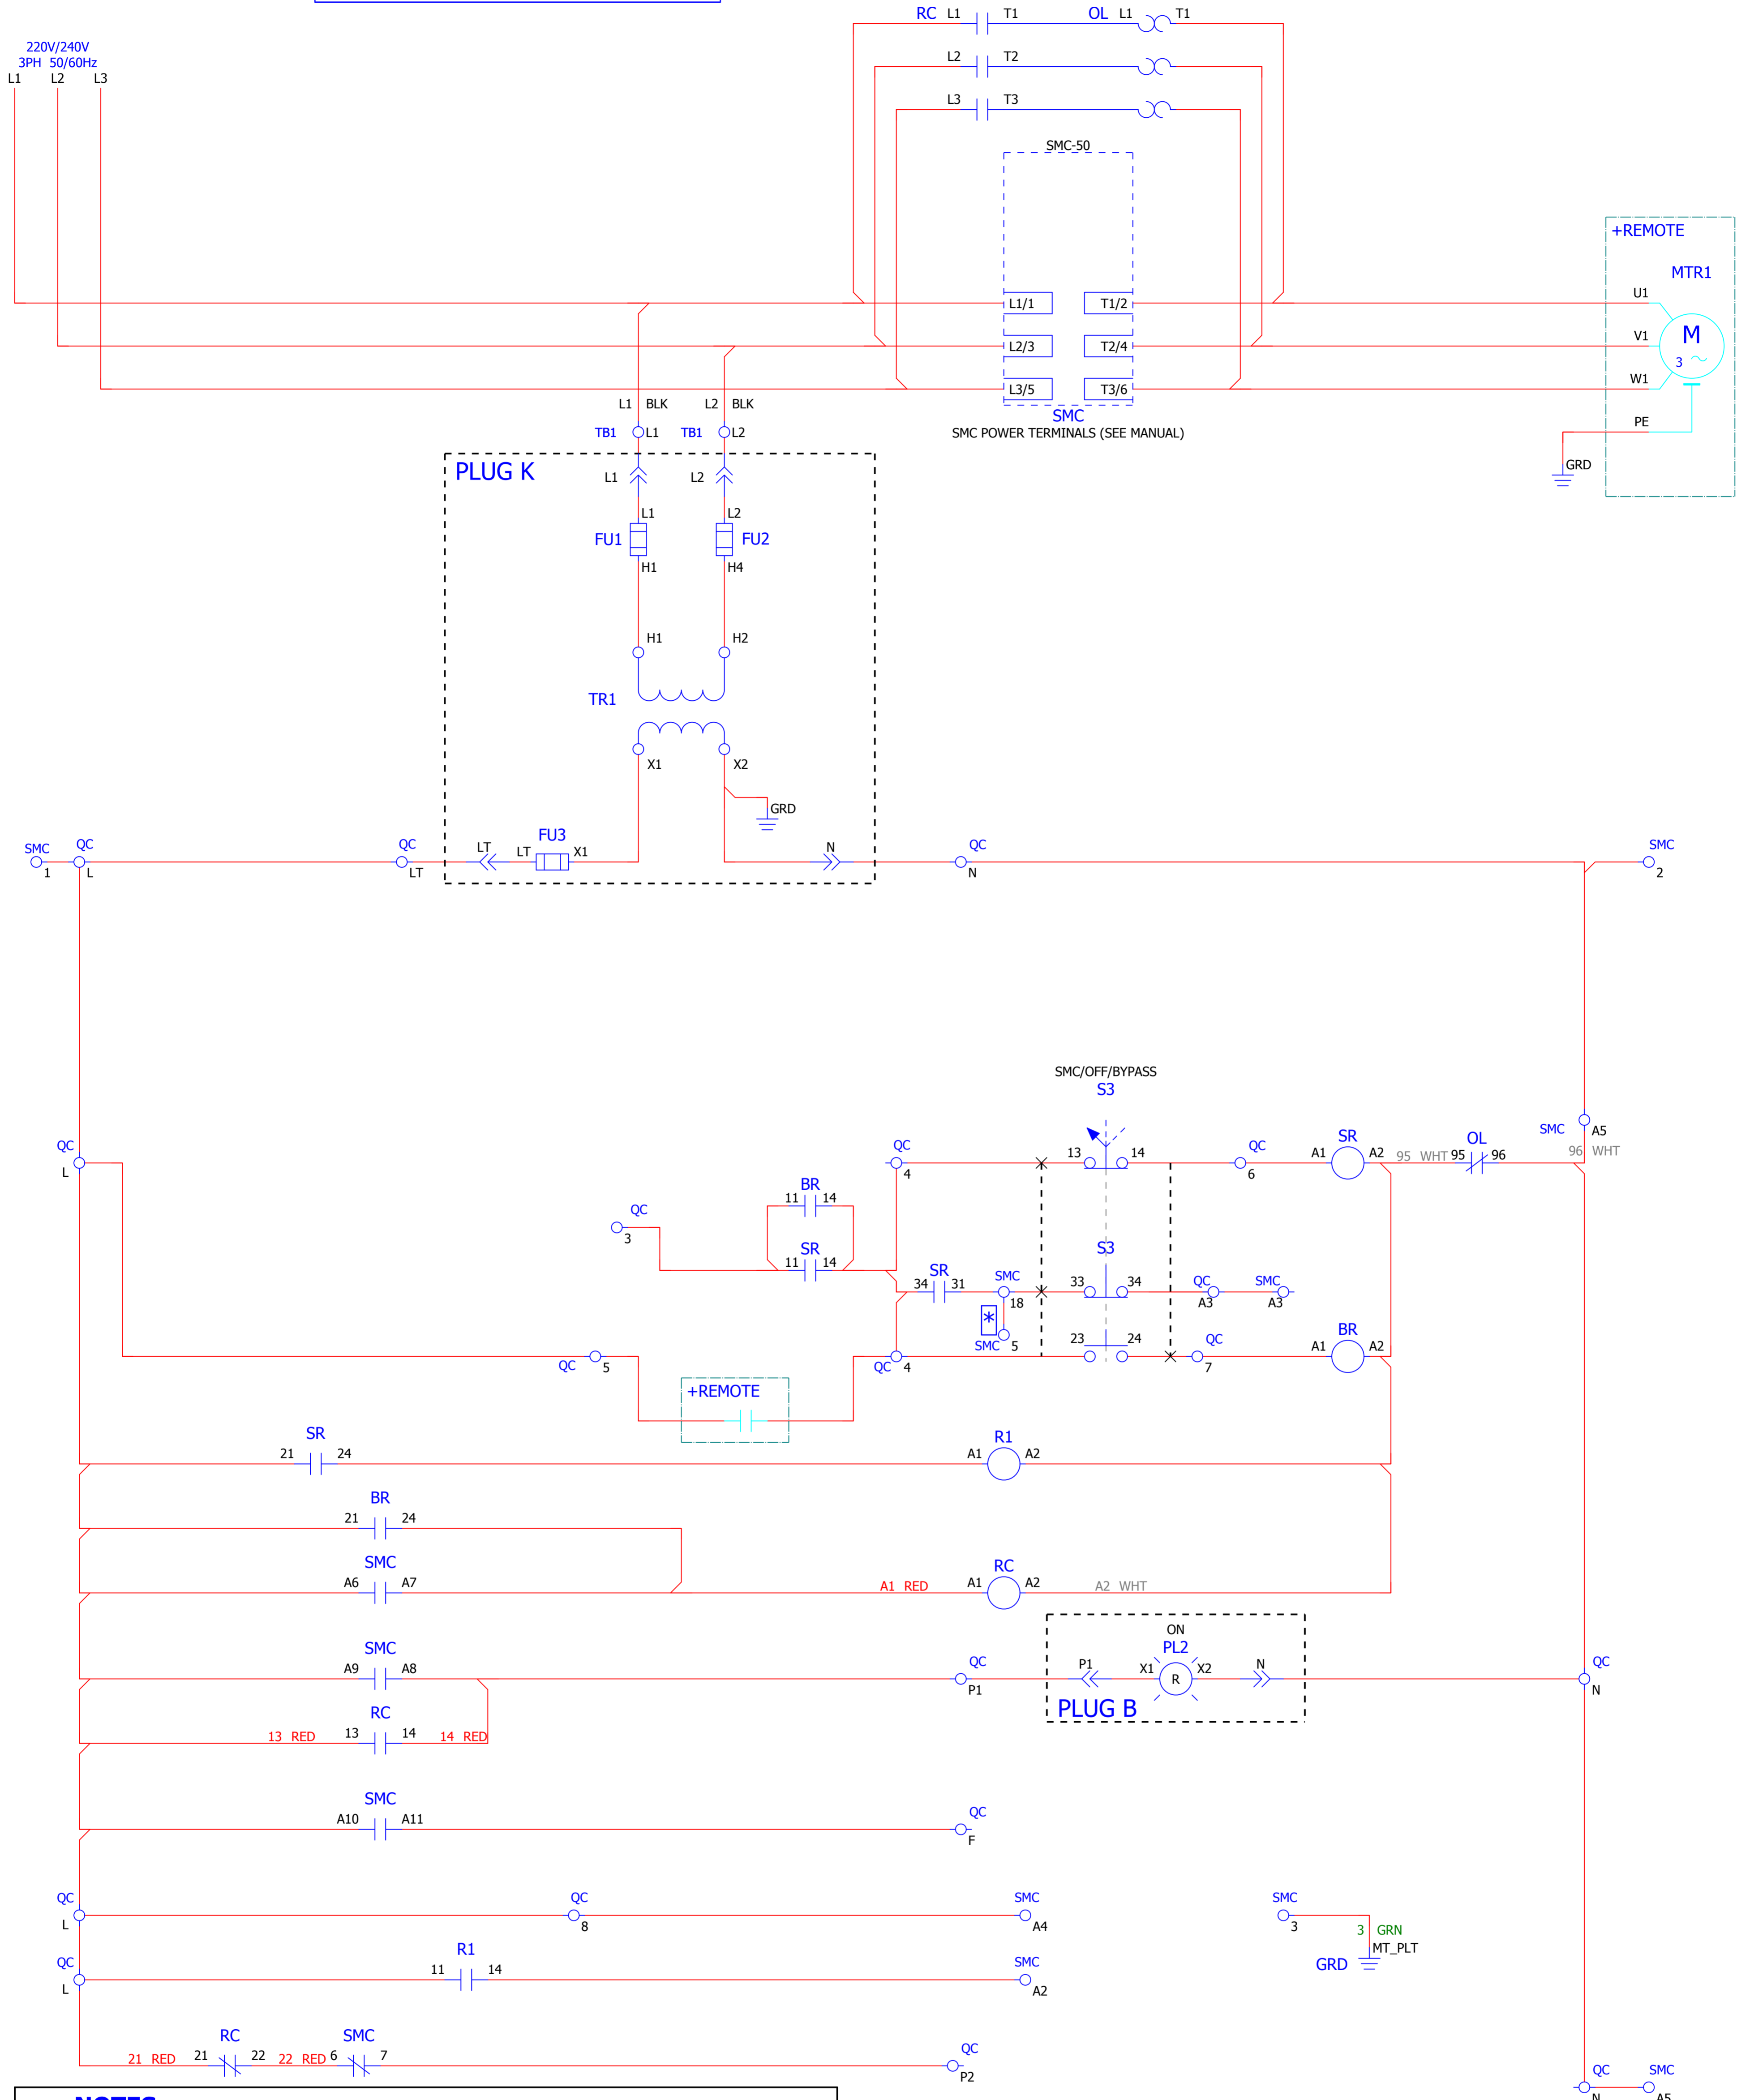 RC L1 T1 OL L1 T1
220V/240V
3PH 50/60Hz
L1 L2 L3
L2 T2
L3 T3
SMC-50
+REMOTE
MTR1
U1
L1/1 T1/2
V1
M
3
L2/3 T2/4
W1
L3/5 T3/6
L1 BLK L2 BLK
SMC
SMC POWER TERMINALS (SEE MANUAL)
PE
TB1 L1 TB1 L2
GRD
PLUG K
L1 L2
L1 L2
FU1 FU2
H1 H4
H1 H2
TR1
X1 X2
GRD
SMC QC QC FU3 QC SMC
LT LT X1 N
1 L LT N 2
SMC/OFF/BYPASS
S3
SMC A5
QC QC 13 14 QC SR OL
A1 A2 95 WHT 95 96 96 WHT
L 4 6
BR
11 14
QC
3
SR
11 14
S3
SR
34 31
SMC 33 34 QC SMC
18 A3 A3
*
SMC 5
23 24 QC BR
A1 A2
QC 5 QC 4 7
+REMOTE
SR
21 24
R1
A1 A2
BR
21 24
SMC
A6 A7
RC
A1 RED A1 A2 A2 WHT
ON
PL2
SMC
A9 A8
QC P1 X1 R X2 N QC
P1 N
PLUG B
RC
13 RED 13 14 14 RED
SMC
A10 A11
QC
F
QC QC SMC SMC
L 8 A4 3
3 GRN
MT_PLT
GRD
QC R1 SMC
11 14
L A2
RC SMC
21 RED 21 22 22 RED 6 7
QC
P2
QC SMC
N A5
NOTES